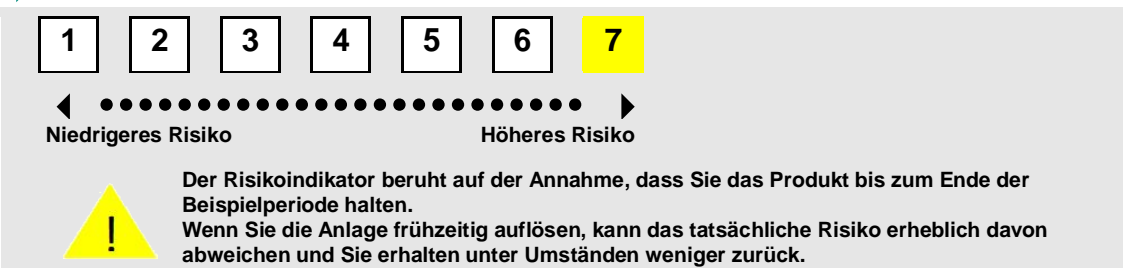 1 2 3 4 5 6 7
Niedrigeres Risiko Höheres Risiko
Der Risikoindikator beruht auf der Annahme, dass Sie das Produkt bis zum Ende der
Beispielperiode halten.
! Wenn Sie die Anlage frühzeitig auflösen, kann das tatsächliche Risiko erheblich davon
abweichen und Sie erhalten unter Umständen weniger zurück.